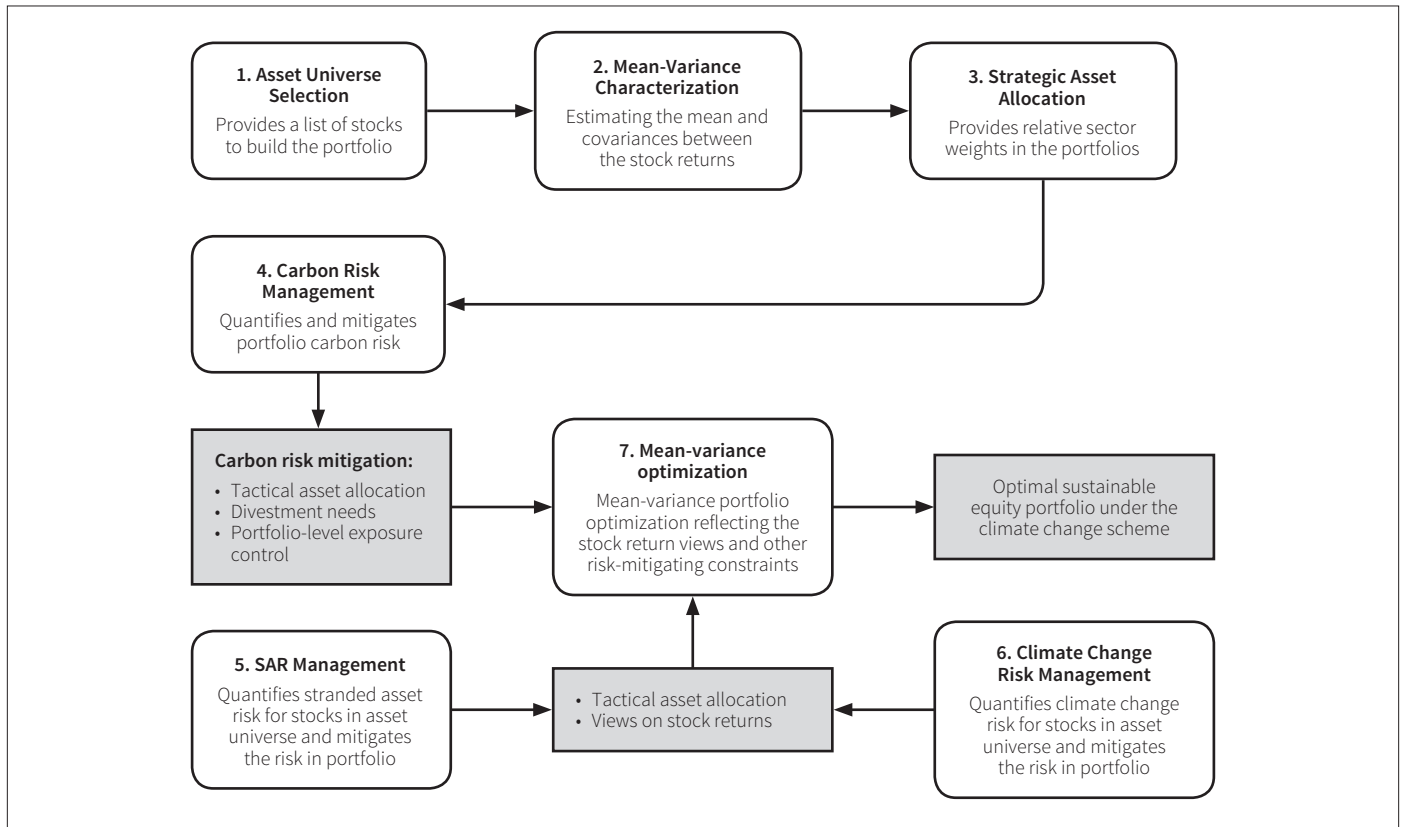 1. Asset Universe
Selection
Provides a list of stocks
to build the portfolio
2. Mean-Variance
Characterization
Estimating the mean and
covariances between
the stock returns
3. Strategic Asset
Allocation
Provides relative sector
weights in the portfolios
4. Carbon Risk
Management
Quantifies and mitigates
portfolio carbon risk
Carbon risk mitigation:
• Tactical asset allocation
• Divestment needs
• Portfolio-level exposure
control
7. Mean-variance
optimization
Mean-variance portfolio
optimization reflecting the
stock return views and other
risk-mitigating constraints
Optimal sustainable
equity portfolio under the
climate change scheme
5. SAR Management
Quantifies stranded asset
risk for stocks in asset
universe and mitigates
the risk in portfolio
• Tactical asset allocation
• Views on stock returns
6. Climate Change
Risk Management
Quantifies climate change
risk for stocks in asset
universe and mitigates
the risk in portfolio